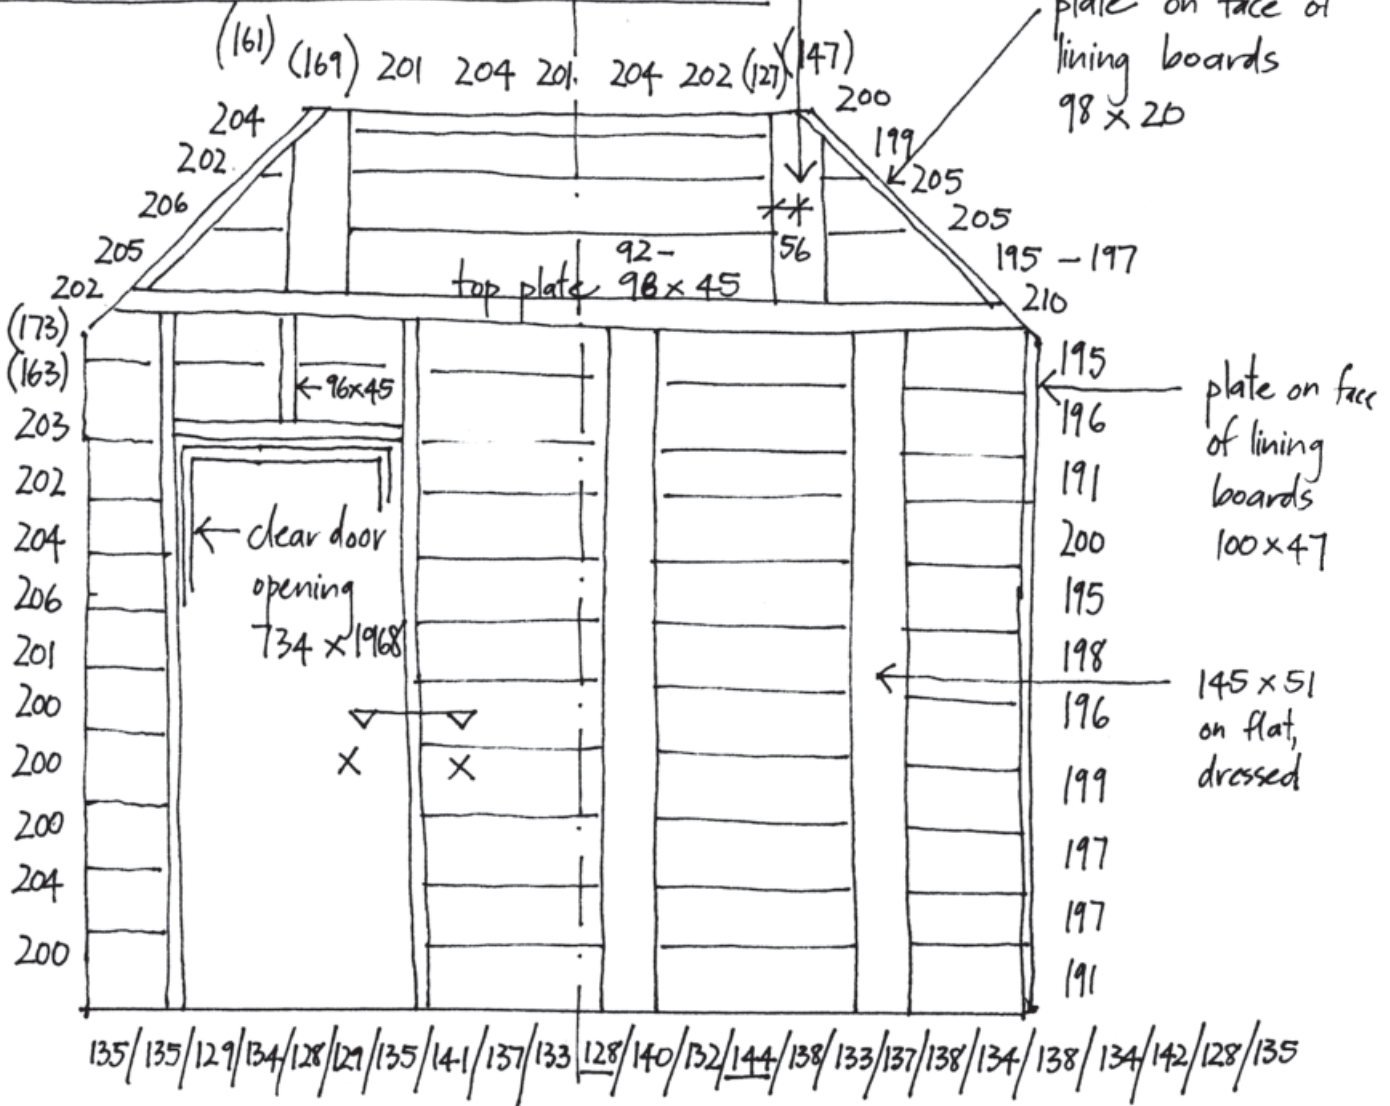 plate on face of
lining boards
98 x 20
(161)
(169) 201 204 201 204 202 (127) (147)
204
202
206
205
202
(173)
(163)
203
202
204
206
201
200
200
200
204
200
200
199
205
205
195 - 197
210
56
92-
top plate 98 x 45
96x45
clear door
opening
734 x 1968
X X
195
196
191
200
195
198
196
199
197
197
191
plate on face
of lining
boards
100 x 47
145 x 51
on flat,
dressed
135/135/129/134/128/129/135/141/137/133/128/140/132/144/138/133/137/138/134/138/134/142/128/135